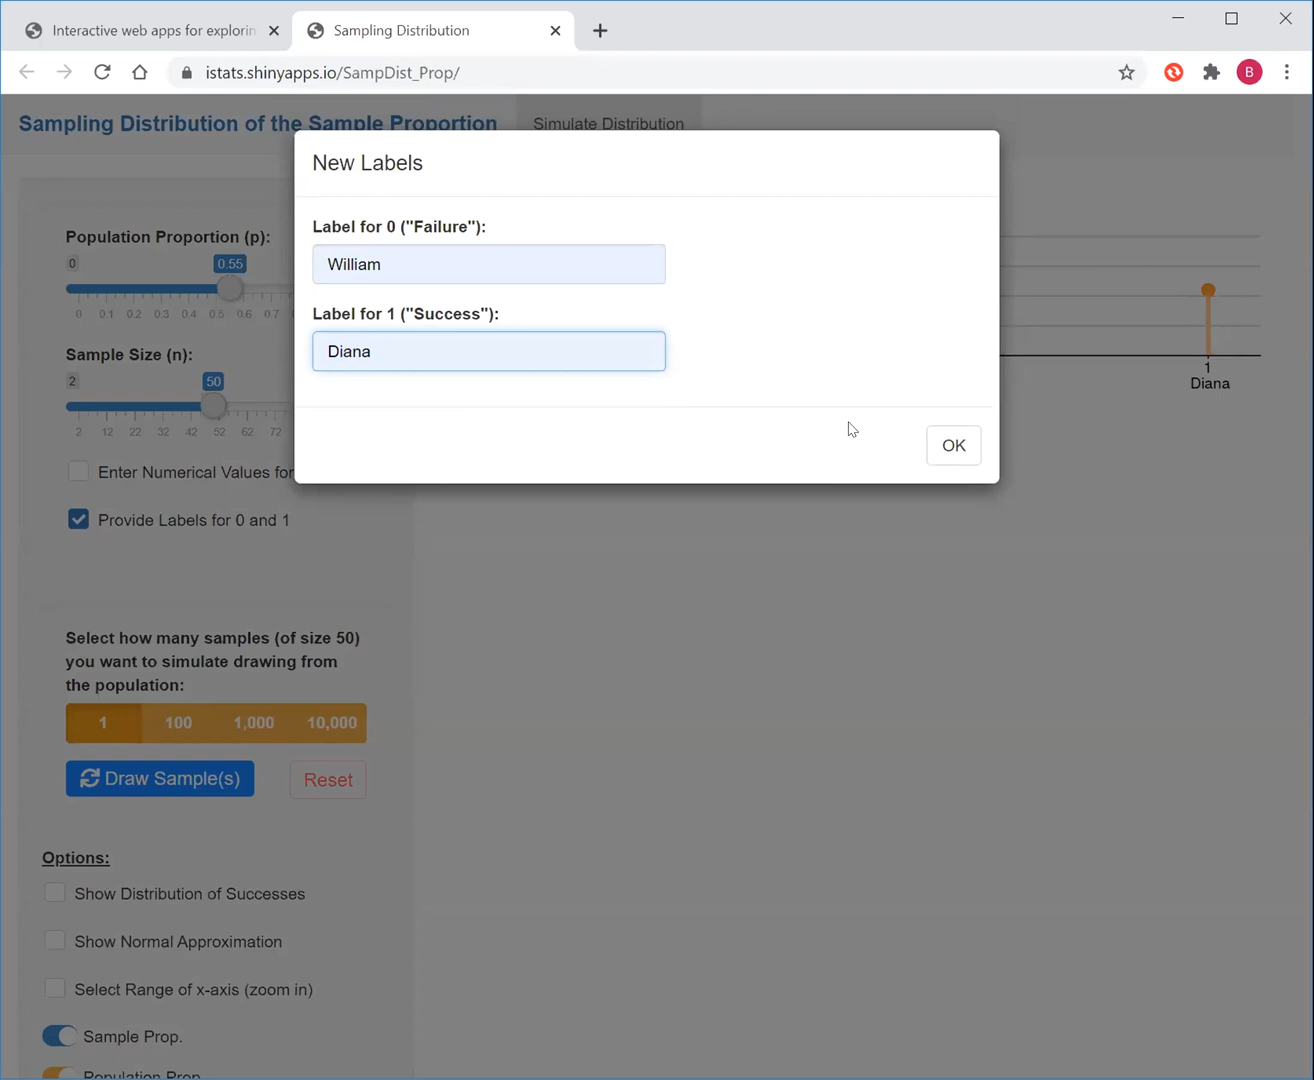 Interactive web apps for explorin
Sampling Distribution
istats.shinyapps.io/SampDist_Prop/
B
Sampling Distribution of the Sample Proportion
Simulate Distribution
New Labels
Label for 0 ("Failure"):
William
Label for 1 ("Success"):
Diana
OK
Population Proportion (p):
0
0.55
0 0.1 0.2 0.3 0.4 0.5 0.6 0.7
Sample Size (n):
2
50
2 12 22 32 42 52 62 72
Enter Numerical Values for
Provide Labels for 0 and 1
1
Diana
Select how many samples (of size 50)
you want to simulate drawing from
the population:
1 100 1,000 10,000
Draw Sample(s)
Reset
Options:
Show Distribution of Successes
Show Normal Approximation
Select Range of x-axis (zoom in)
Sample Prop.
Population Prop